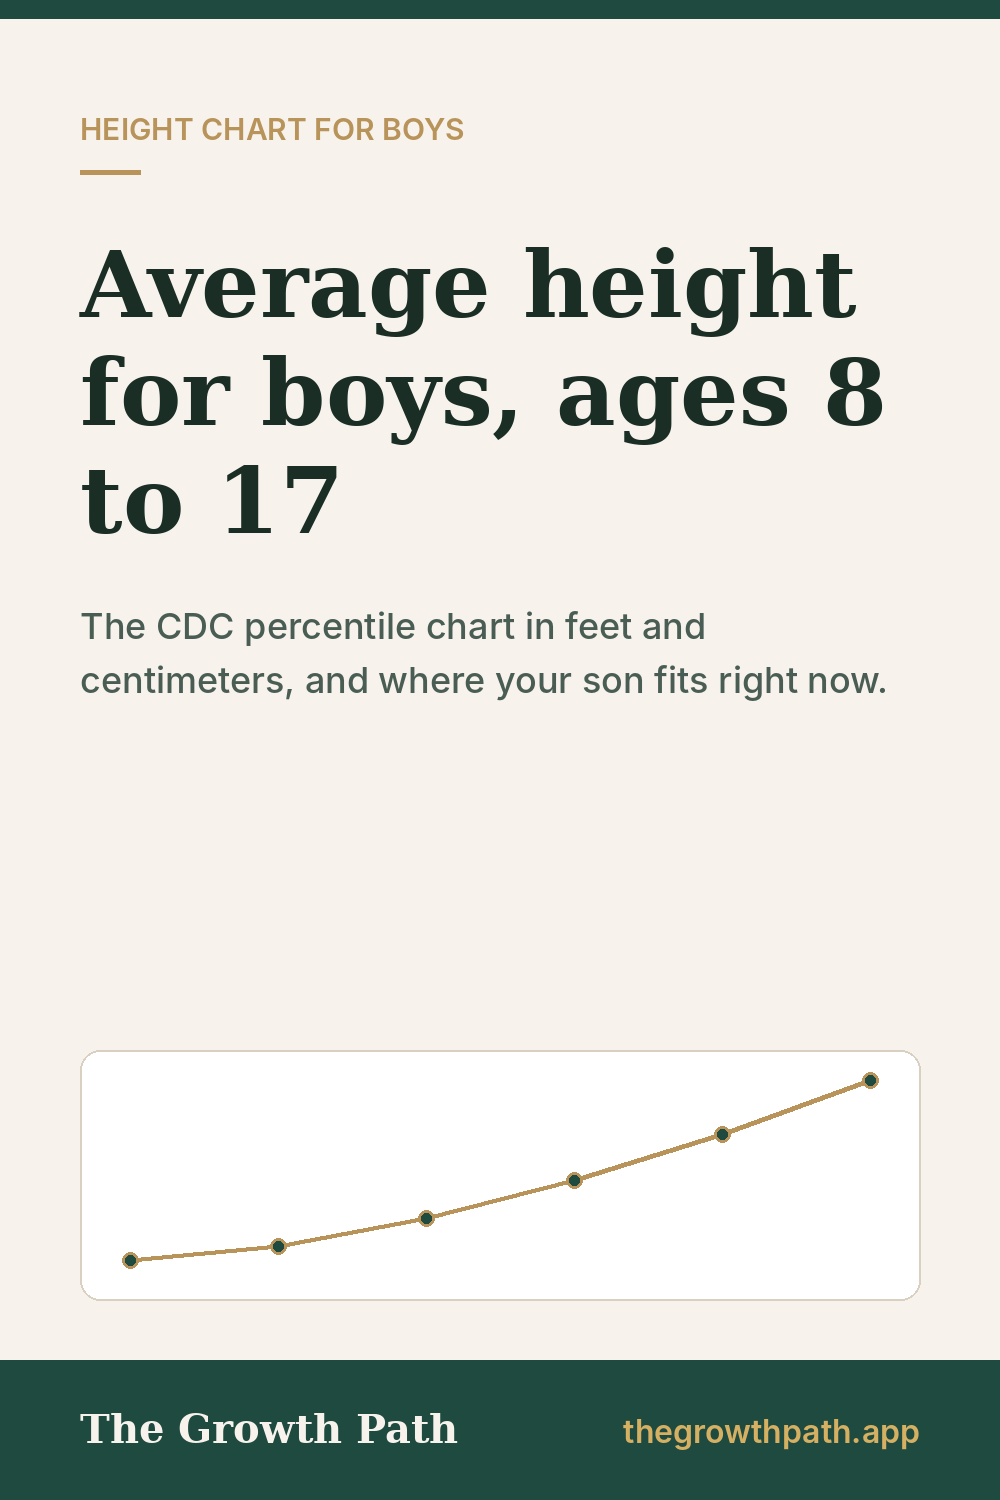 HEIGHT CHART FOR BOYS
Average height
for boys, ages 8
to 17
The CDC percentile chart in feet and
centimeters, and where your son fits right now.
The Growth Path
thegrowthpath.app